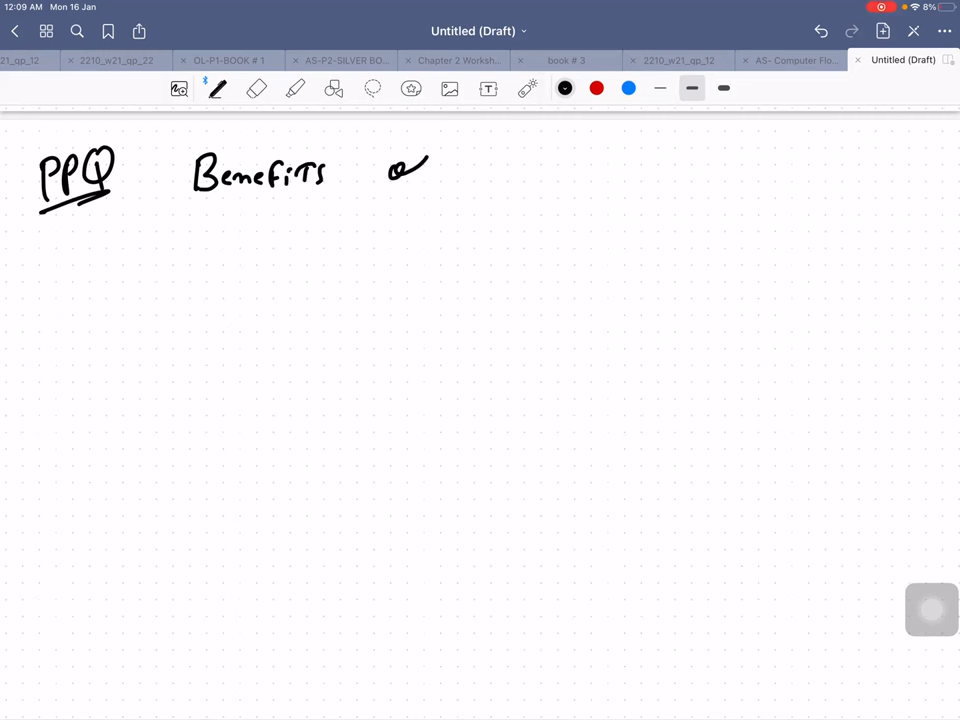 12:09 AM Mon 16 Jan 8%
Untitled (Draft)
21_qp_12 2210_w21_qp_22 OL-P1-BOOK # 1 AS-P2-SILVER BO... Chapter 2 Worksh... book # 3 2210_w21_qp_12 AS- Computer Flo... Untitled (Draft)
T
PPQ Benefits